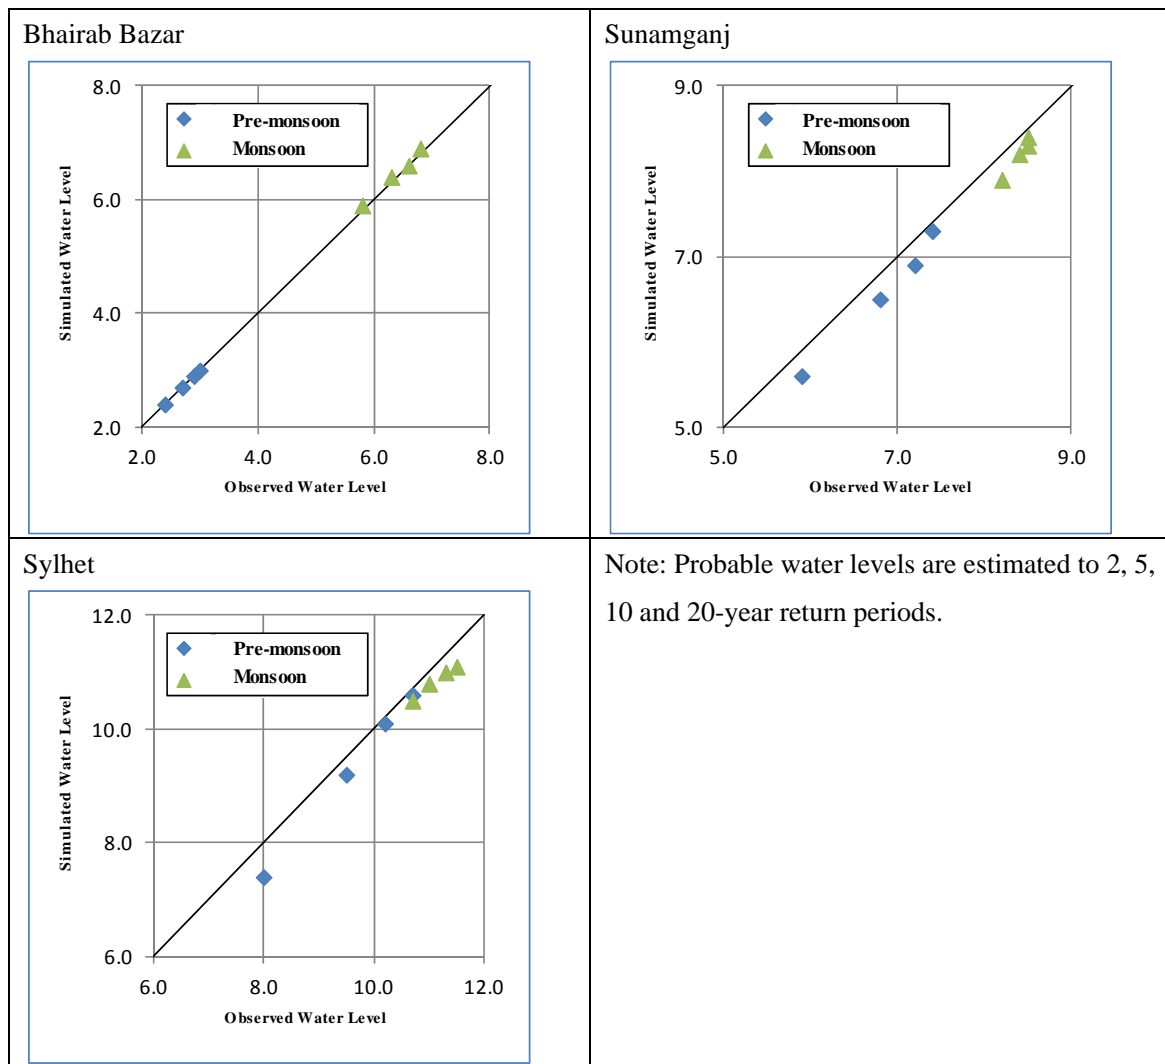 Bhairab Bazar
8.0
Pre-monsoon
Monsoon
6.0
Simulated Water Level
4.0
2.0
2.0 4.0 6.0 8.0
Observed Water Level
Sunamganj
9.0
Pre-monsoon
Monsoon
Simulated Water Level
7.0
5.0
5.0 7.0 9.0
Observed Water Level
Sylhet
12.0
Pre-monsoon
Monsoon
10.0
Simulated Water Level
8.0
6.0
6.0 8.0 10.0 12.0
Observed Water Level
Note: Probable water levels are estimated to 2, 5,
10 and 20-year return periods.